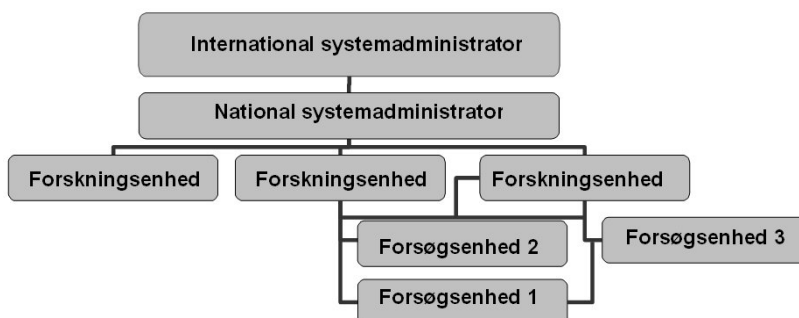 International systemadministrator
National systemadministrator
Forskningsenhed
Forskningsenhed
Forskningsenhed
Forsøgsenhed 2
Forsøgsenhed 3
Forsøgsenhed 1